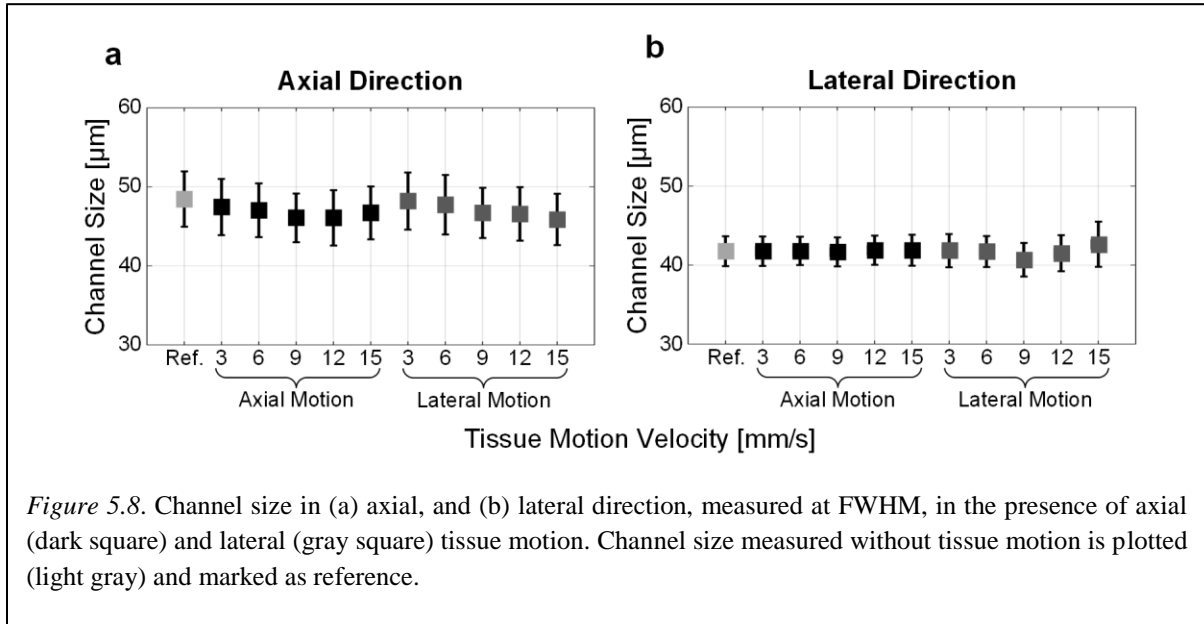 a
Axial Direction
Channel Size [µm]
60
50
40
30
Ref. 3 6 9 12 15 3 6 9 12 15
Axial Motion Lateral Motion
b
Lateral Direction
Channel Size [µm]
60
50
40
30
Ref. 3 6 9 12 15 3 6 9 12 15
Axial Motion Lateral Motion
Tissue Motion Velocity [mm/s]
Figure 5.8. Channel size in (a) axial, and (b) lateral direction, measured at FWHM, in the presence of axial
(dark square) and lateral (gray square) tissue motion. Channel size measured without tissue motion is plotted
(light gray) and marked as reference.